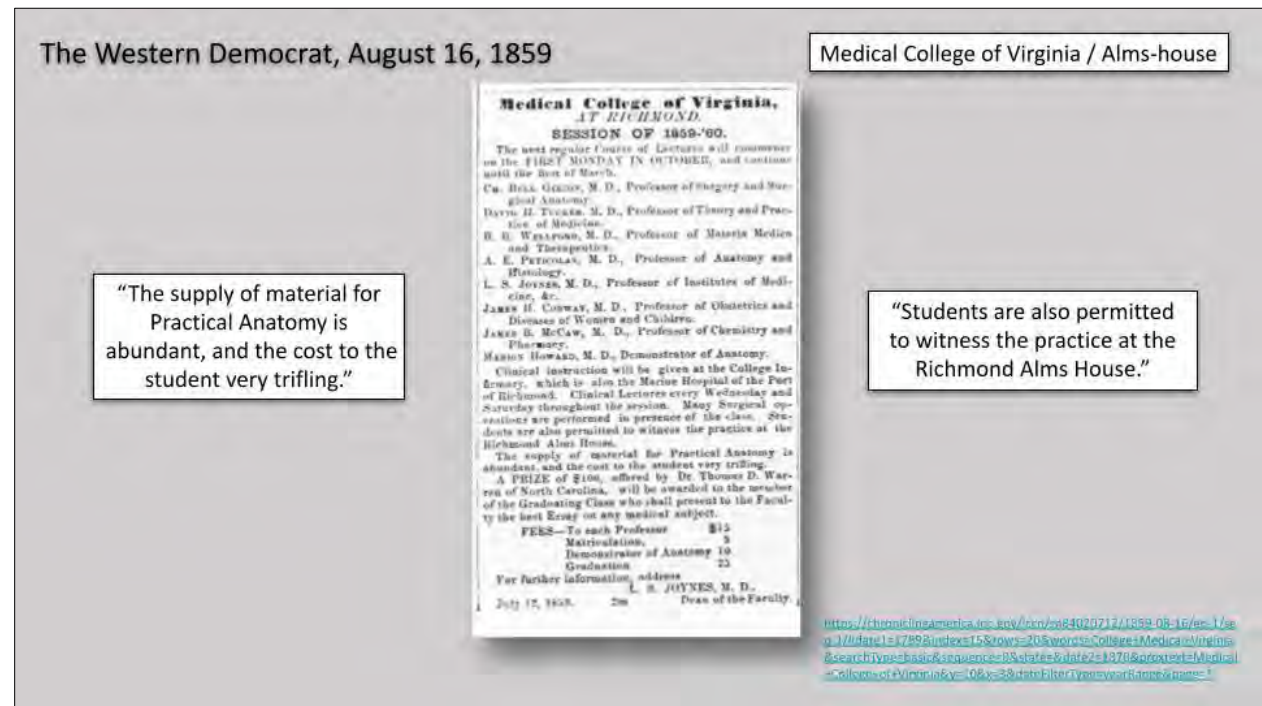 The Western Democrat, August 16, 1859
Medical College of Virginia / Alms-house
Medical College of Virginia,
AT RICHMOND.
SESSION OF 1859-'60.
The next regular Course of Lectures will commence
on the FIRST MONDAY IN OCTOBER, and continue
until the first of March.
Ch. Bell Gibson, M. D., Professor of Surgery and Sur-
gical Anatomy.
David H. Tucker, M. D., Professor of Theory and Prac-
tice of Medicine.
Wellford, M. D., Professor of Materia Medica
and Therapeutics.
A. E. Peticolas, M. D., Professor of Anatomy and
Histology.
L. S. Joynes, M. D., Professor of Institutes of Medi-
cine, &c.
James H. Conway, M. D., Professor of Obstetrics and
Diseases of Women and Children.
James B. McCaw, M. D., Professor of Chemistry and
Pharmacy.
Marion Howard, M. D., Demonstrator of Anatomy.
Clinical instruction will be given at the College In-
firmary, which is also the Marine Hospital of the Port
of Richmond. Clinical Lectures every Wednesday and
Saturday throughout the session. Many Surgical op-
erations are performed in presence of the class. Stu-
dents are also permitted to witness the practice at the
Richmond Alms House.
The supply of material for Practical Anatomy is
abundant, and the cost to the student very trifling.
A PRIZE of $100, offered by Dr. Thomas D. War-
ren of North Carolina, will be awarded to the member
of the Graduating Class who shall present to the Facul-
ty the best Essay on any medical subject.
FEES—To each Professor $15
Matriculation, 5
Demonstrator of Anatomy 10
Graduation 25
For further information, address
L. S. JOYNES, M. D.,
July 12, 2m Dean of the Faculty.
“The supply of material for
Practical Anatomy is
abundant, and the cost to the
student very trifling.”
“Students are also permitted
to witness the practice at the
Richmond Alms House.”